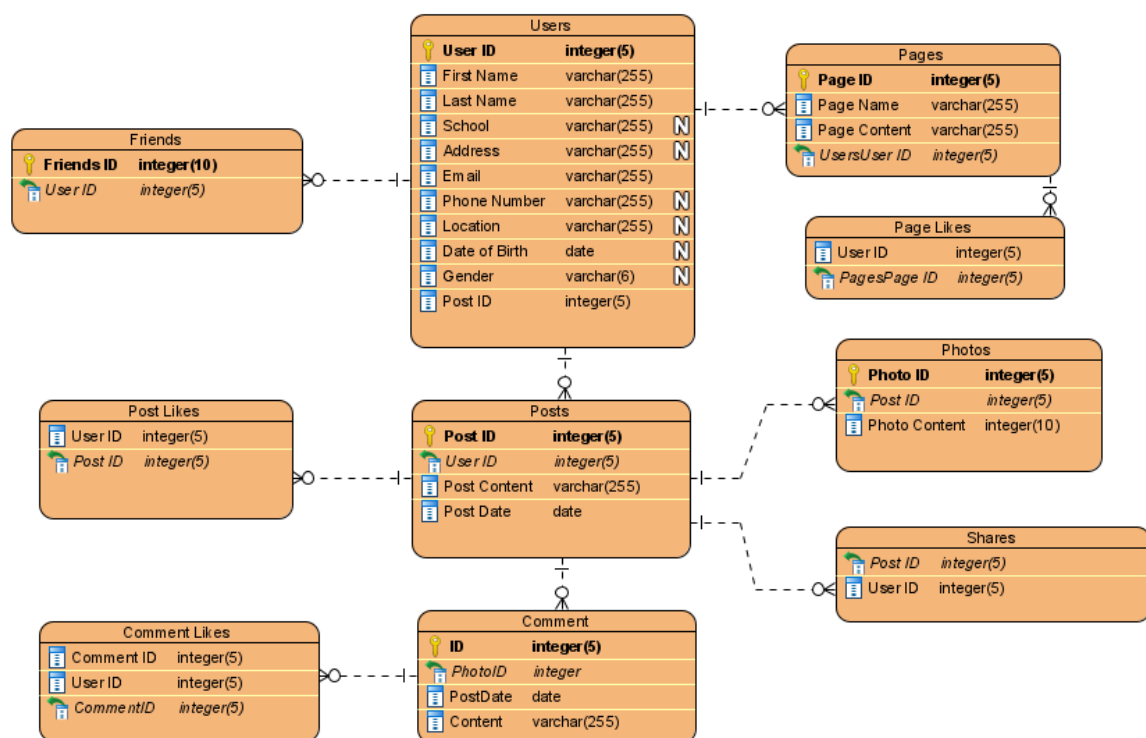 Users
User ID integer(5)
First Name varchar(255)
Last Name varchar(255)
School varchar(255) N
Address varchar(255) N
Email varchar(255)
Phone Number varchar(255) N
Location varchar(255) N
Date of Birth date N
Gender varchar(6) N
Post ID integer(5)
Pages
Page ID integer(5)
Page Name varchar(255)
Page Content varchar(255)
UsersUser ID integer(5)
Friends
Friends ID integer(10)
User ID integer(5)
Page Likes
User ID integer(5)
PagesPage ID integer(5)
Photos
Photo ID integer(5)
Post ID integer(5)
Photo Content integer(10)
Post Likes
User ID integer(5)
Post ID integer(5)
Posts
Post ID integer(5)
User ID integer(5)
Post Content varchar(255)
Post Date date
Shares
Post ID integer(5)
User ID integer(5)
Comment Likes
Comment ID integer(5)
User ID integer(5)
CommentID integer(5)
Comment
ID integer(5)
PhotoID integer
PostDate date
Content varchar(255)